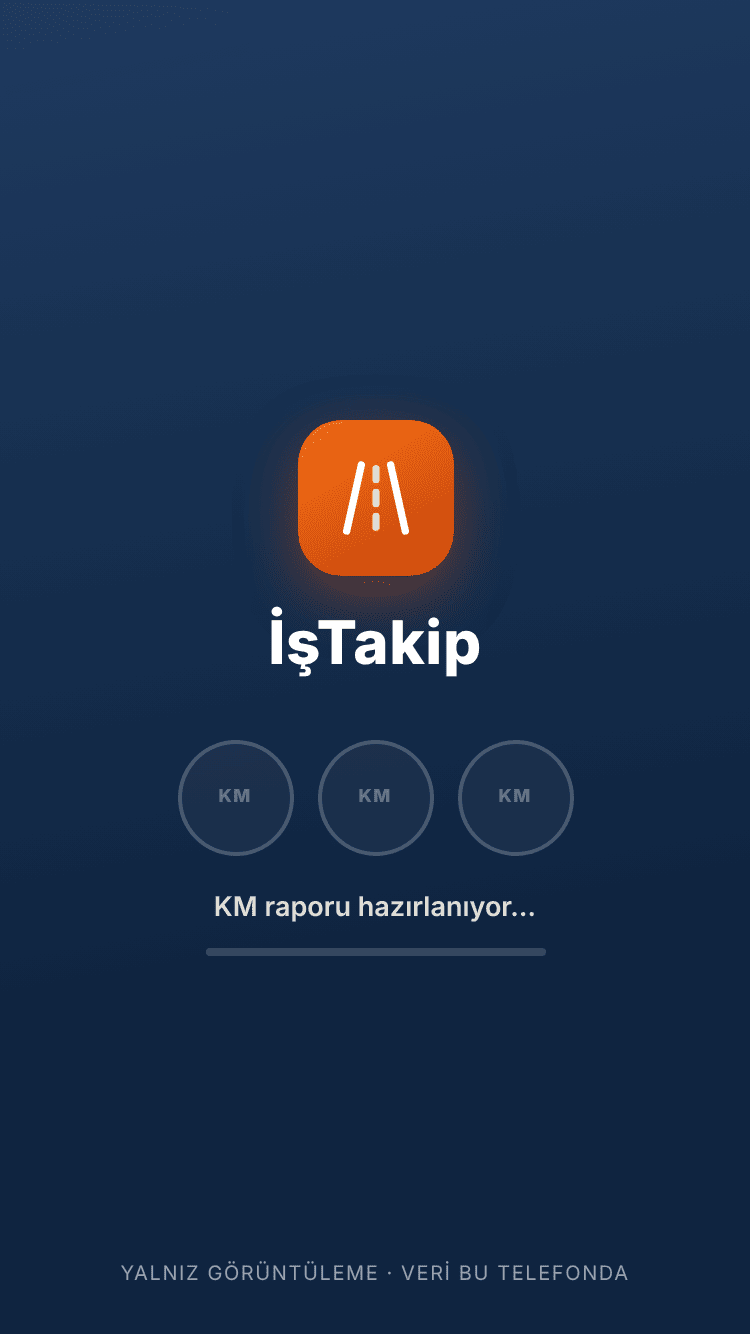 İşTakip
KM KM KM
KM raporu hazırlanıyor...
YALNIZ GÖRÜNTÜLEME · VERİ BU TELEFONDA